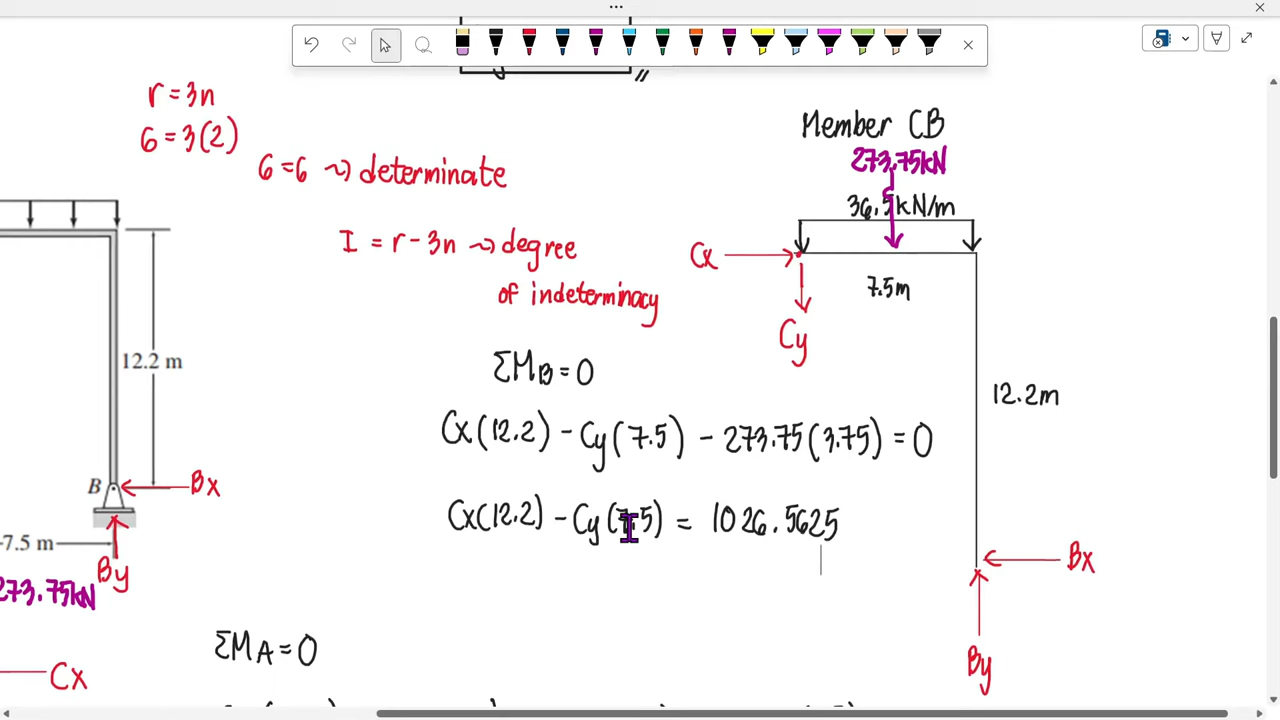 r = 3n
6 = 3(2)
6 = 6 ~> determinate
I = r - 3n ~> degree
of indeterminacy
12.2 m
B
Bx
-7.5 m
By
273.75kN
Member CB
273.75kN
36.5kN/m
Cx
7.5m
Cy
12.2m
Bx
By
ΣMB = 0
Cx(12.2) - Cy(7.5) - 273.75(3.75) = 0
Cx(12.2) - Cy(7.5) = 1026.5625
ΣMA = 0
Cx